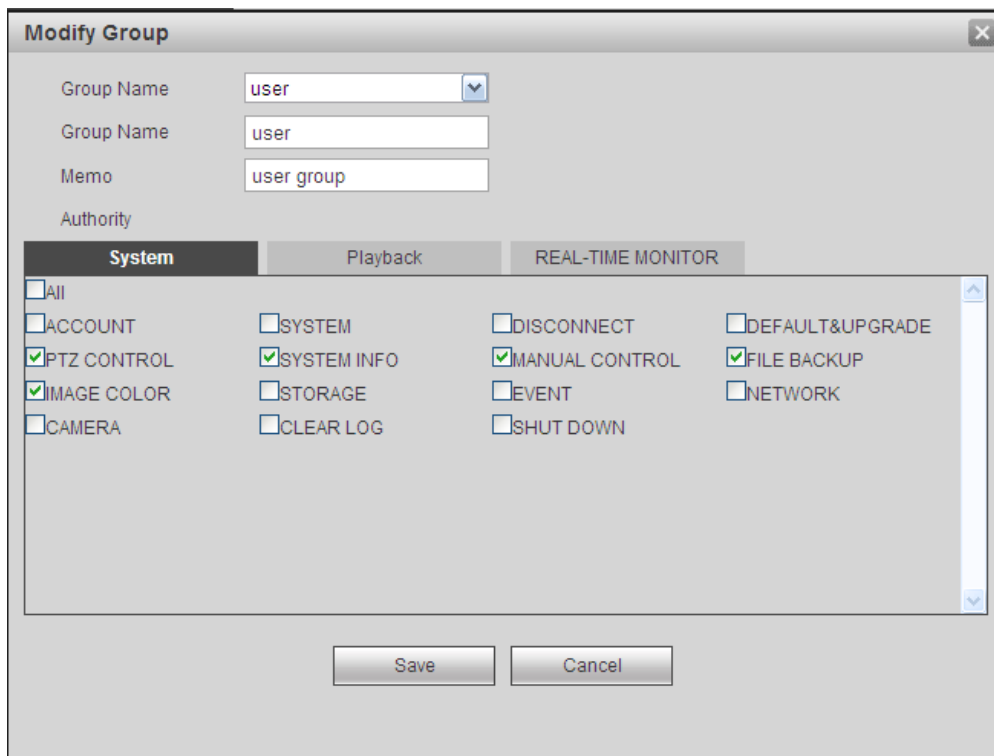 Modify Group
Group Name user
Group Name user
Memo user group
Authority
System Playback REAL-TIME MONITOR
All
ACCOUNT SYSTEM DISCONNECT DEFAULT&UPGRADE
PTZ CONTROL SYSTEM INFO MANUAL CONTROL FILE BACKUP
IMAGE COLOR STORAGE EVENT NETWORK
CAMERA CLEAR LOG SHUT DOWN
Save Cancel